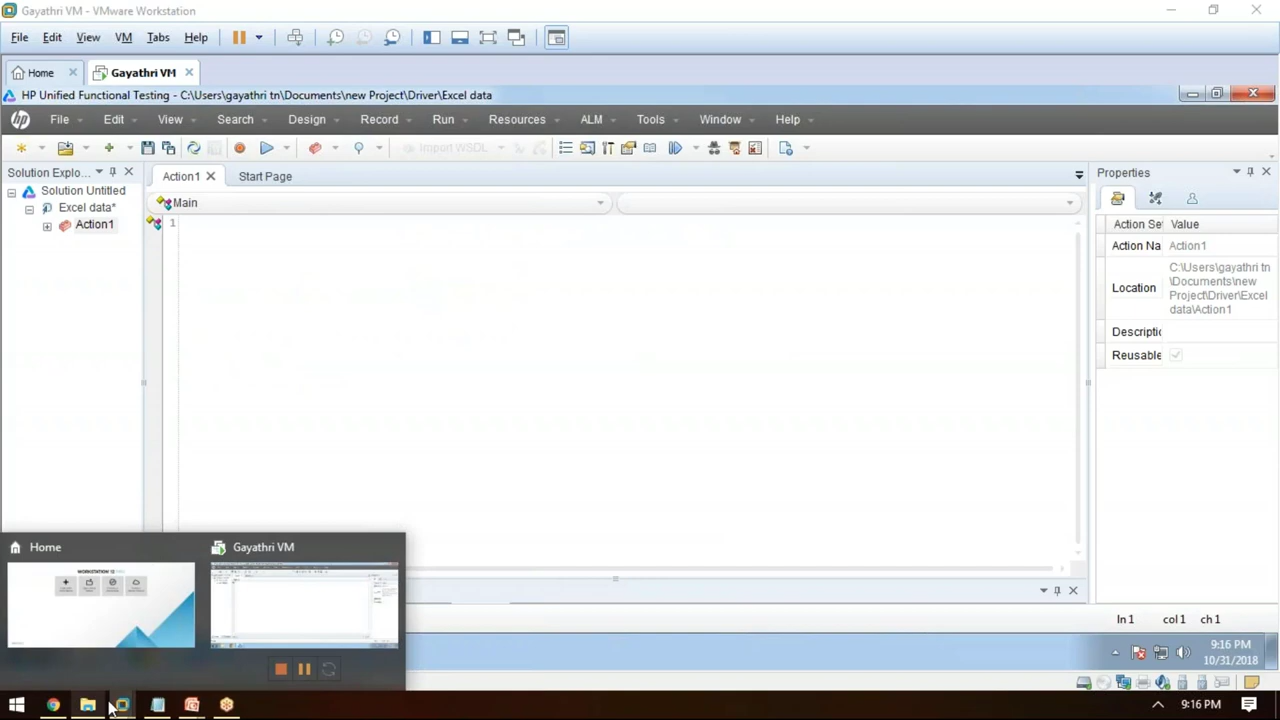 Gayathri VM - VMware Workstation
File Edit View VM Tabs Help
Home Gayathri VM
HP Unified Functional Testing - C:\Users\gayathri tn\Documents\new Project\Driver\Excel data
hp File Edit View Search Design Record Run Resources ALM Tools Window Help
Import WSDL
Solution Explo...
Action1 Start Page
Properties
Solution Untitled
Excel data*
Action1
Main
1
Action Se Value
Action Na Action1
Location C:\Users\gayathri tn
\Documents\new
Project\Driver\Excel
data\Action1
Descriptic
Reusable
Home Gayathri VM
ln 1 col 1 ch 1
9:16 PM
10/31/2018
9:16 PM